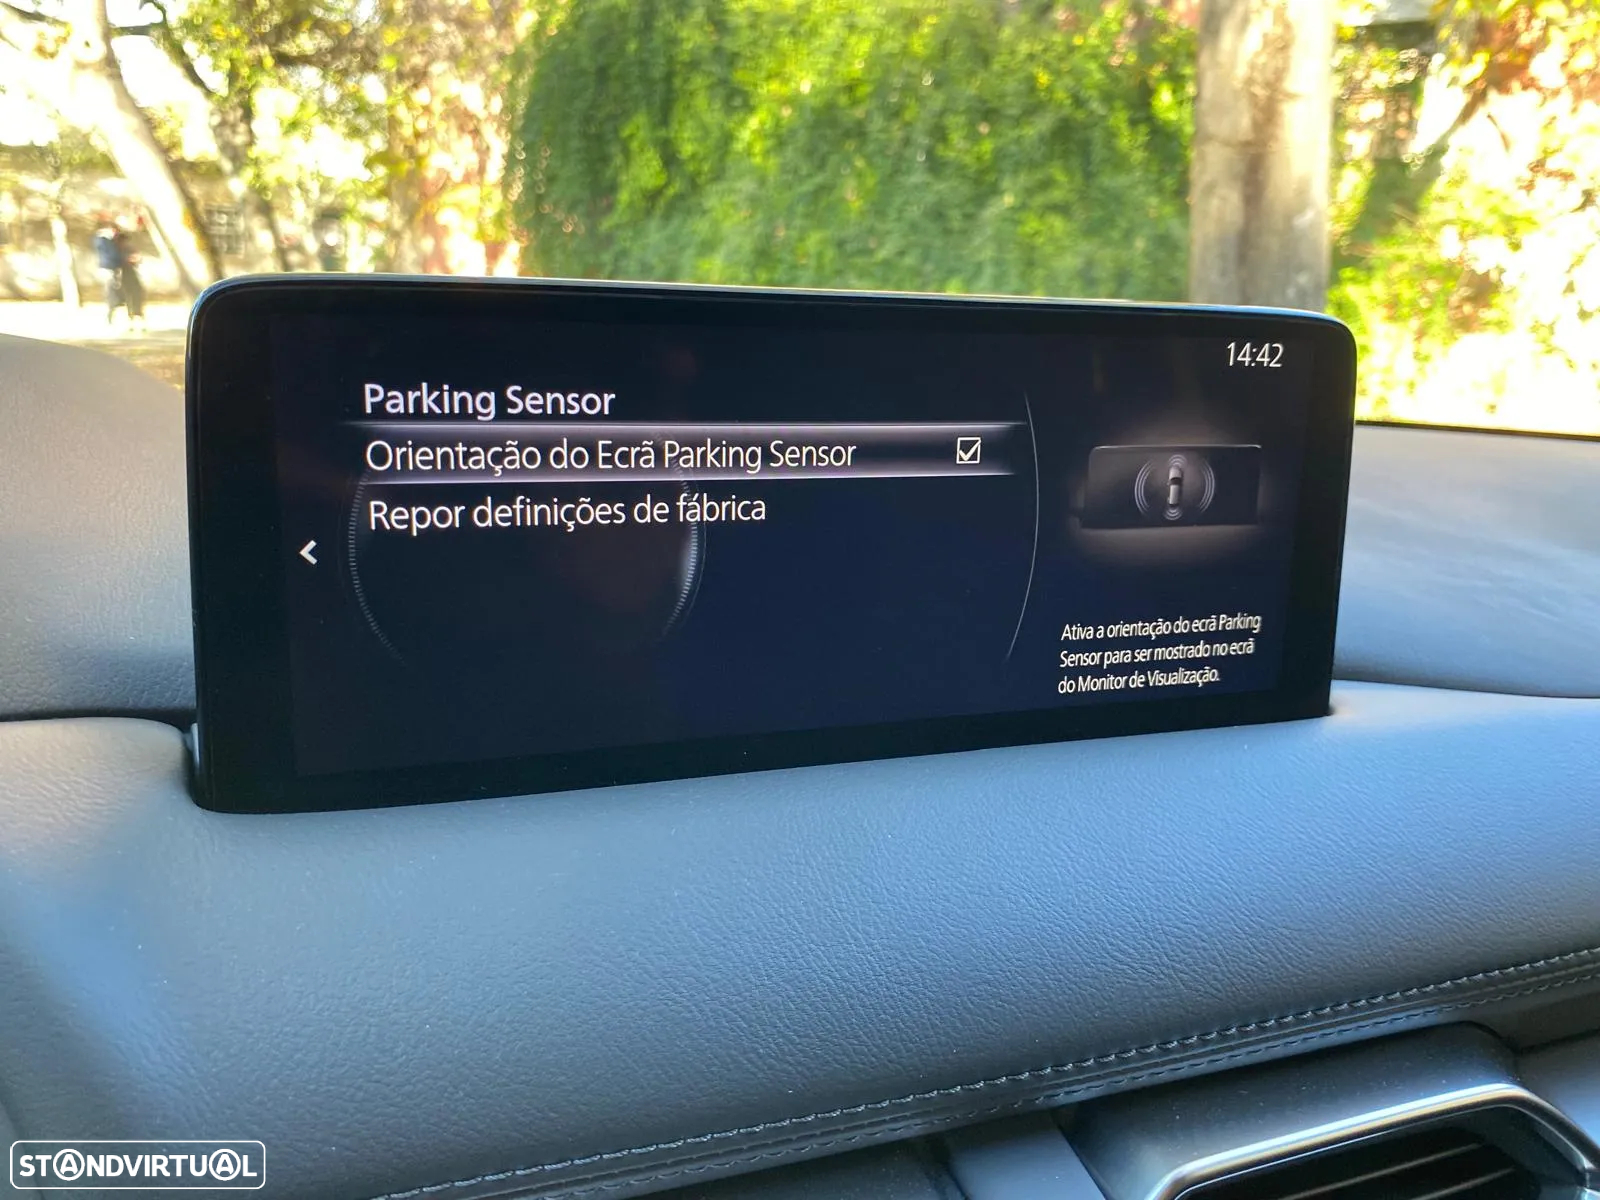 14:42
Parking Sensor
Orientação do Ecrã Parking Sensor
Repor definições de fábrica
Ativa a orientação do ecrã Parking
Sensor para ser mostrado no ecrã
do Monitor de Visualização.
STANDVIRTUAL